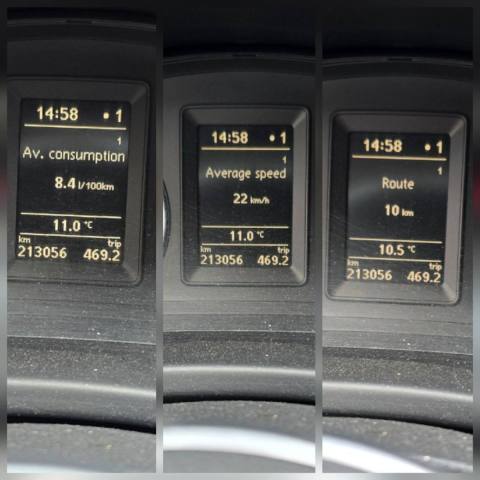 14:58 • 1
1
Av. consumption
8.4 l/100km
11.0 °C
km trip
213056 469.2
14:58 • 1
1
Average speed
22 km/h
11.0 °C
km trip
213056 469.2
14:58 • 1
1
Route
10 km
10.5 °C
km trip
213056 469.2